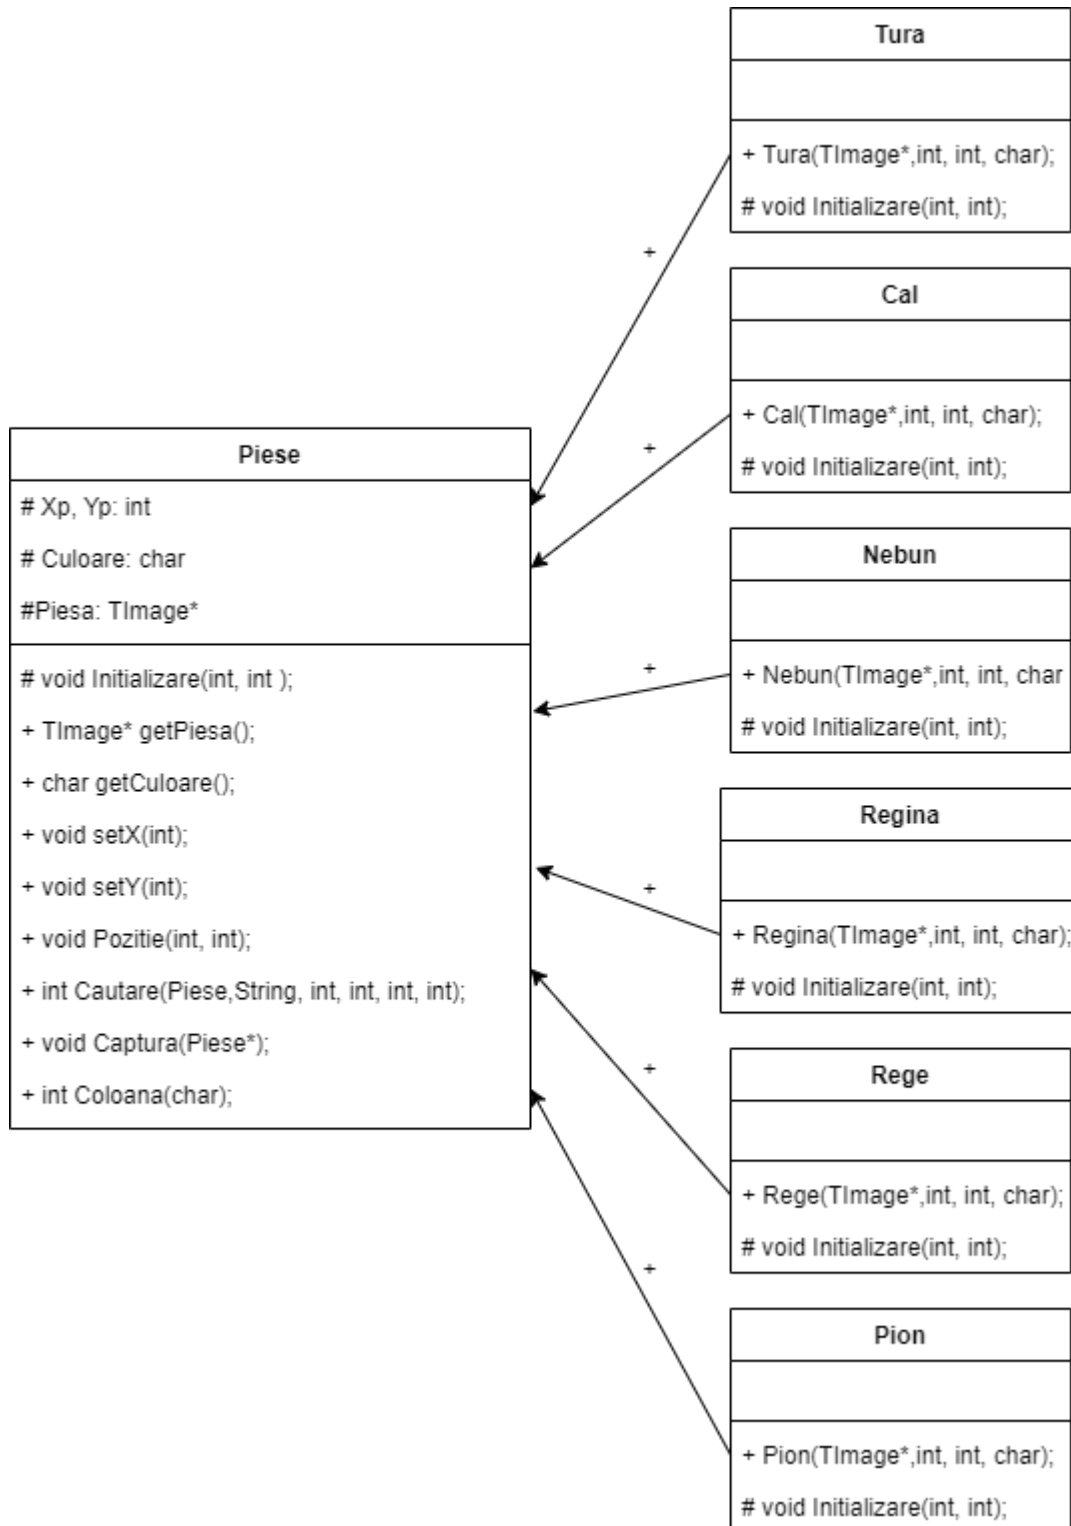 Tura
+ Tura(TImage*,int, int, char);
# void Initializare(int, int);
+
Cal
+ Cal(TImage*,int, int, char);
# void Initializare(int, int);
+
Piese
# Xp, Yp: int
# Culoare: char
#Piesa: TImage*
# void Initializare(int, int );
+ TImage* getPiesa();
+ char getCuloare();
+ void setX(int);
+ void setY(int);
+ void Pozitie(int, int);
+ int Cautare(Piese,String, int, int, int, int);
+ void Captura(Piese*);
+ int Coloana(char);
Nebun
+ Nebun(TImage*,int, int, char
# void Initializare(int, int);
+
Regina
+ Regina(TImage*,int, int, char);
# void Initializare(int, int);
+
Rege
+ Rege(TImage*,int, int, char);
# void Initializare(int, int);
+
Pion
+ Pion(TImage*,int, int, char);
# void Initializare(int, int);
+